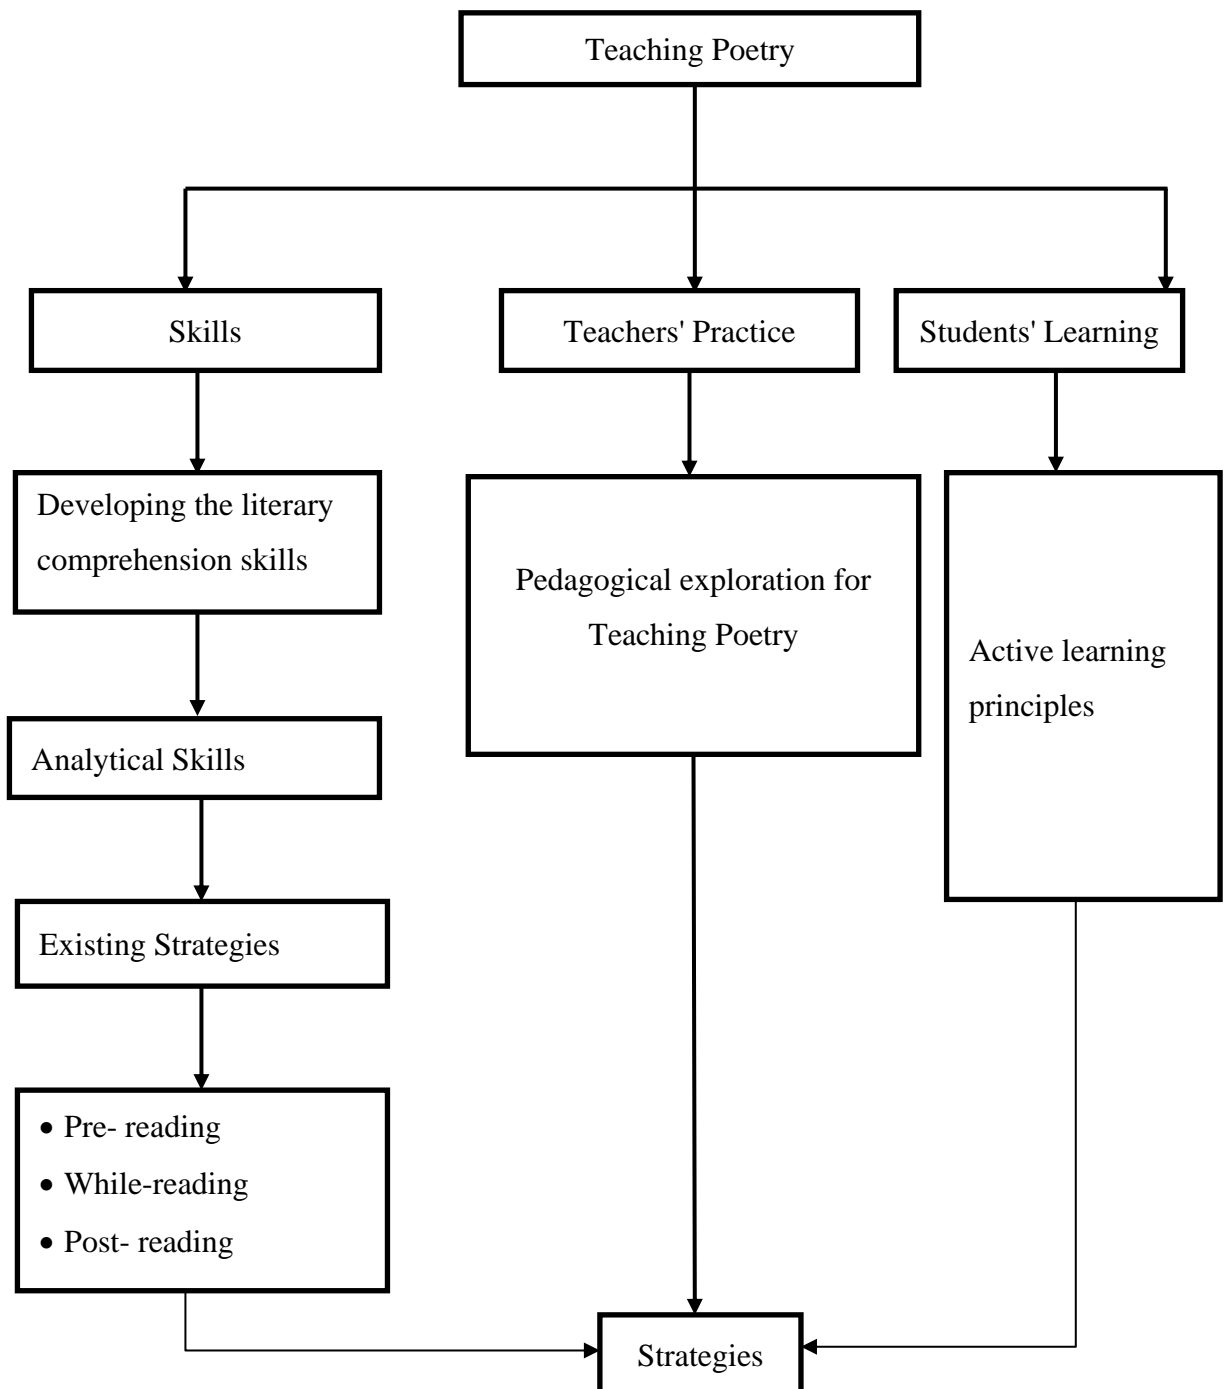 Teaching Poetry
Skills
Teachers' Practice
Students' Learning
Developing the literary
comprehension skills
Pedagogical exploration for
Teaching Poetry
Active learning
principles
Analytical Skills
Existing Strategies
• Pre- reading
• While-reading
• Post- reading
Strategies